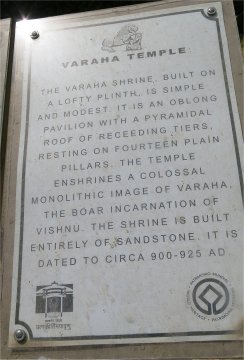 VARAHA TEMPLE
THE VARAHA SHRINE, BUILT ON
A LOFTY PLINTH, IS SIMPLE
AND MODEST. IT IS AN OBLONG
PAVILION WITH A PYRAMIDAL
ROOF OF RECEEDING TIERS,
RESTING ON FOURTEEN PLAIN
PILLARS. THE TEMPLE
ENSHRINES A COLOSSAL
MONOLITHIC IMAGE OF VARAHA,
THE BOAR INCARNATION OF
VISHNU. THE SHRINE IS BUILT
ENTIRELY OF SANDSTONE. IT IS
DATED TO CIRCA 900-925 AD